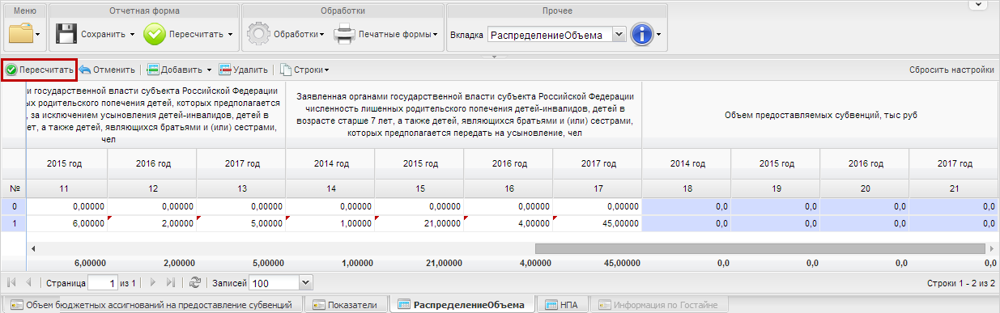 Меню
Отчетная форма
Обработки
Прочее
Сохранить
Пересчитать
Обработки
Печатные формы
Вкладка
РаспределениеОбъема
Пересчитать
Отменить
Добавить
Удалить
Строки
Сбросить настройки
и государственной власти субъекта Российской Федерации
ых родительского попечения детей, которых предполагается
, за исключением усыновления детей-инвалидов, детей в
ет, а также детей, являющихся братьями и (или) сестрами,
чел
Заявленная органами государственной власти субъекта Российской Федерации
численность лишенных родительского попечения детей-инвалидов, детей в
возрасте старше 7 лет, а также детей, являющихся братьями и (или) сестрами,
которых предполагается передать на усыновление, чел
Объем предоставляемых субвенций, тыс руб
2015 год 2016 год 2017 год 2014 год 2015 год 2016 год 2017 год 2014 год 2015 год 2016 год 2017 год
№ 11 12 13 14 15 16 17 18 19 20 21
0 0,00000 0,00000 0,00000 0,00000 0,00000 0,00000 0,00000 0,0 0,0 0,0 0,0
1 6,00000 2,00000 5,00000 1,00000 21,00000 4,00000 45,00000 0,0 0,0 0,0 0,0
6,00000 2,00000 5,00000 1,00000 21,00000 4,00000 45,00000 0,0 0,0 0,0 0,0
Страница 1 из 1 Записей 100 Строки 1 - 2 из 2
Объем бюджетных ассигнований на предоставление субвенций Показатели РаспределениеОбъема НПА Информация по Гостайне